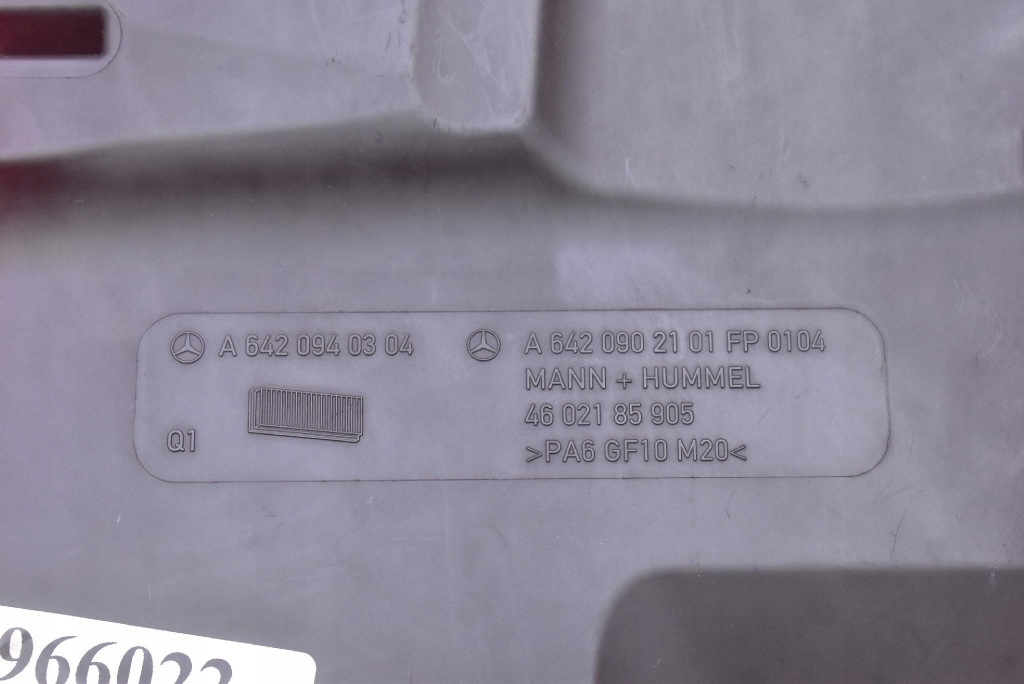 A 642 094 03 04
Q1
A 642 090 21 01 FP 0104
MANN + HUMMEL
46 021 85 905
>PA6 GF10 M20<